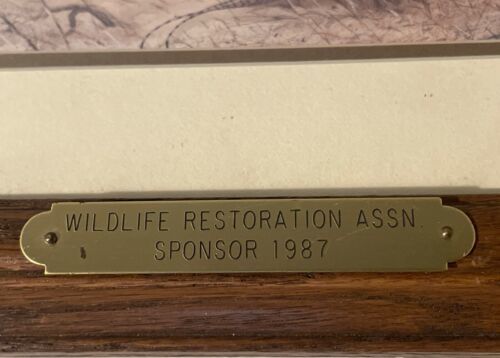 WILDLIFE RESTORATION ASSN.
SPONSOR 1987